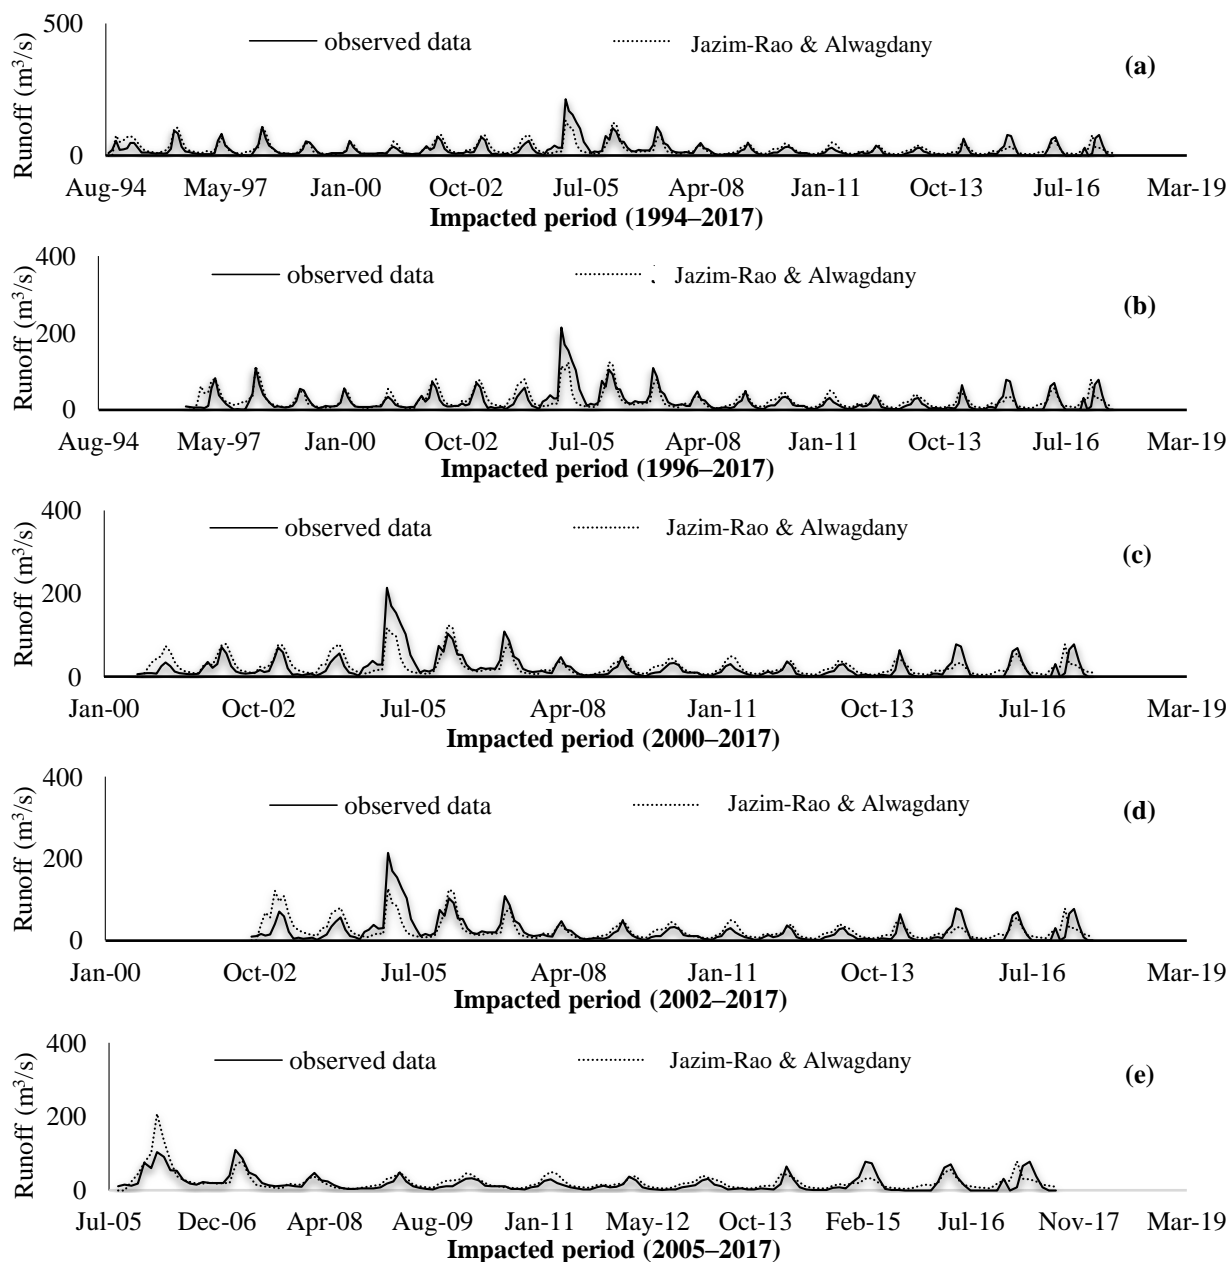 500
observed data
Jazim-Rao & Alwagdany
(a)
Runoff (m³/s)
0
Aug-94 May-97 Jan-00 Oct-02 Jul-05 Apr-08 Jan-11 Oct-13 Jul-16 Mar-19
Impacted period (1994–2017)
400
observed data
Jazim-Rao & Alwagdany
(b)
Runoff (m³/s)
200
0
Aug-94 May-97 Jan-00 Oct-02 Jul-05 Apr-08 Jan-11 Oct-13 Jul-16 Mar-19
Impacted period (1996–2017)
400
observed data
Jazim-Rao & Alwagdany
(c)
Runoff (m³/s)
200
0
Jan-00 Oct-02 Jul-05 Apr-08 Jan-11 Oct-13 Jul-16 Mar-19
Impacted period (2000–2017)
400
observed data
Jazim-Rao & Alwagdany
(d)
Runoff (m³/s)
200
0
Jan-00 Oct-02 Jul-05 Apr-08 Jan-11 Oct-13 Jul-16 Mar-19
Impacted period (2002–2017)
400
observed data
Jazim-Rao & Alwagdany
(e)
Runoff (m³/s)
200
0
Jul-05 Dec-06 Apr-08 Aug-09 Jan-11 May-12 Oct-13 Feb-15 Jul-16 Nov-17 Mar-19
Impacted period (2005–2017)